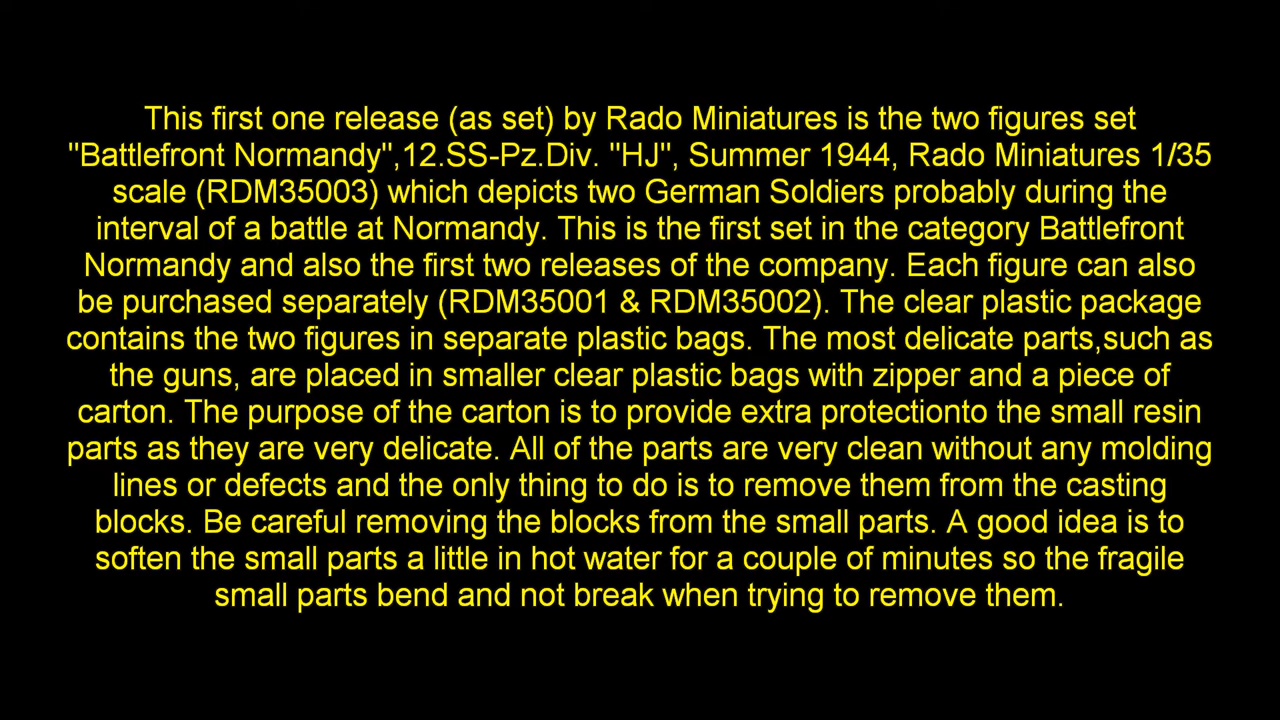 This first one release (as set) by Rado Miniatures is the two figures set
"Battlefront Normandy",12.SS-Pz.Div. "HJ", Summer 1944, Rado Miniatures 1/35
scale (RDM35003) which depicts two German Soldiers probably during the
interval of a battle at Normandy. This is the first set in the category Battlefront
Normandy and also the first two releases of the company. Each figure can also
be purchased separately (RDM35001 & RDM35002). The clear plastic package
contains the two figures in separate plastic bags. The most delicate parts,such as
the guns, are placed in smaller clear plastic bags with zipper and a piece of
carton. The purpose of the carton is to provide extra protectionto the small resin
parts as they are very delicate. All of the parts are very clean without any molding
lines or defects and the only thing to do is to remove them from the casting
blocks. Be careful removing the blocks from the small parts. A good idea is to
soften the small parts a little in hot water for a couple of minutes so the fragile
small parts bend and not break when trying to remove them.